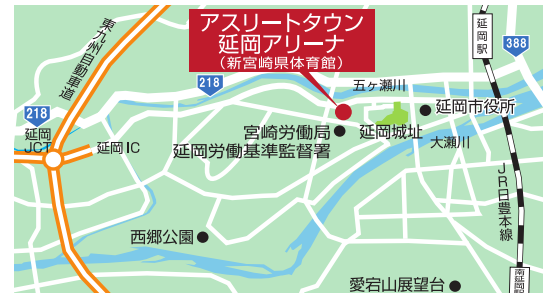 アスリートタウン
延岡アリーナ
（新宮崎県体育館）
延岡駅
388
東九州自動車道
218
218
五ヶ瀬川
延岡市役所
延岡
JCT
延岡IC
宮崎労働局
延岡労働基準監督署
延岡城址
大瀬川
JR日豊本線
西郷公園
愛宕山展望台
南延岡駅